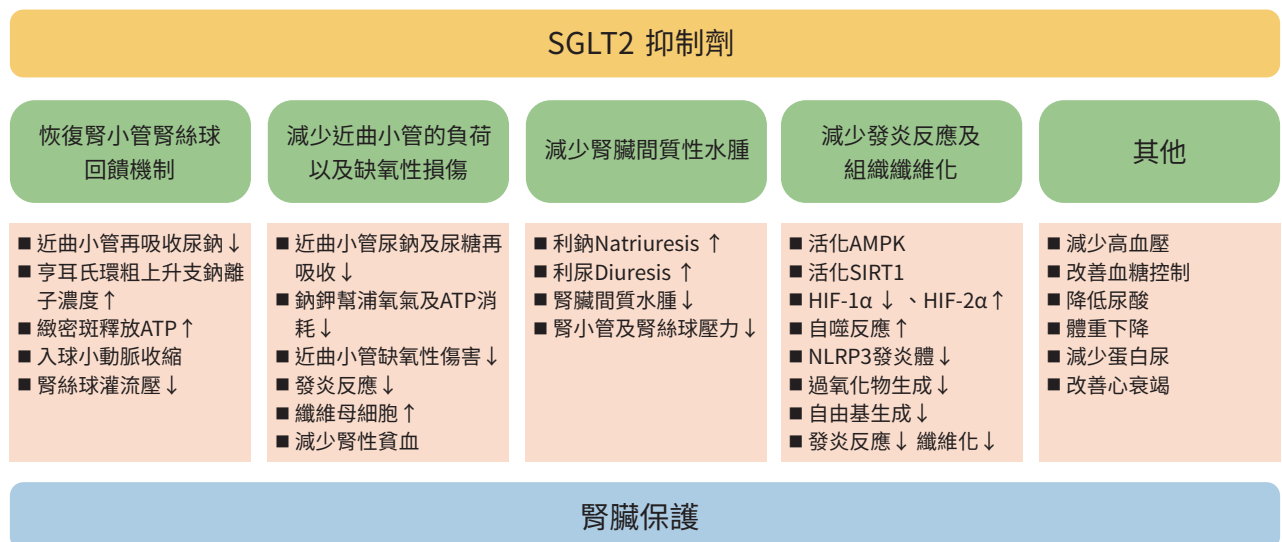 SGLT2 抑制劑
恢復腎小管腎絲球
回饋機制
■ 近曲小管再吸收尿鈉↓
■ 亨耳氏環粗上升支鈉離
子濃度↑
■ 緻密斑釋放ATP↑
■ 入球小動脈收縮
■ 腎絲球灌流壓↓
減少近曲小管的負荷
以及缺氧性損傷
■ 近曲小管尿鈉及尿糖再
吸收↓
■ 鈉鉀幫浦氧氣及ATP消
耗↓
■ 近曲小管缺氧性傷害↓
■ 發炎反應↓
■ 纖維母細胞↑
■ 減少腎性貧血
減少腎臟間質性水腫
■ 利鈉Natriuresis ↑
■ 利尿Diuresis ↑
■ 腎臟間質水腫↓
■ 腎小管及腎絲球壓力↓
減少發炎反應及
組織纖維化
■ 活化AMPK
■ 活化SIRT1
■ HIF-1α ↓ 、HIF-2α↑
■ 自噬反應↑
■ NLRP3發炎體↓
■ 過氧化物生成↓
■ 自由基生成↓
■ 發炎反應↓ 纖維化↓
其他
■ 減少高血壓
■ 改善血糖控制
■ 降低尿酸
■ 體重下降
■ 減少蛋白尿
■ 改善心衰竭
腎臟保護